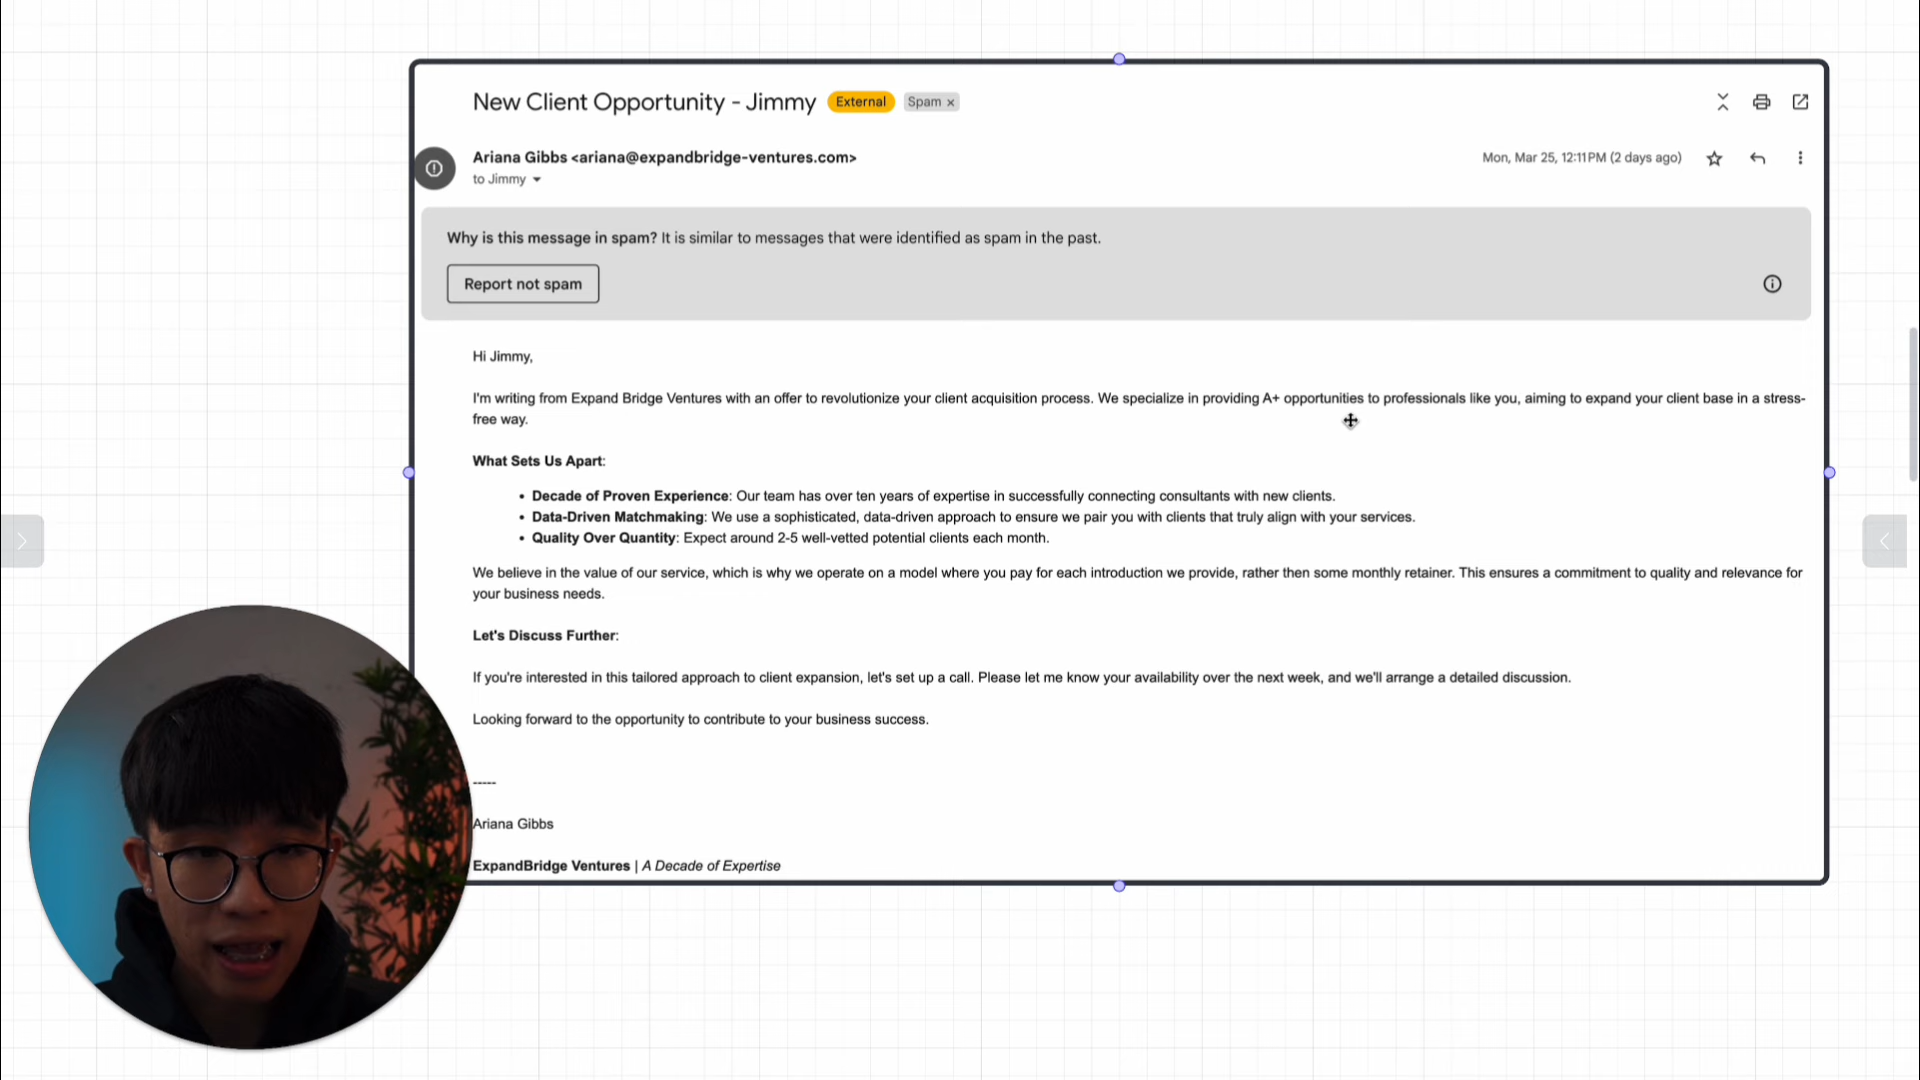 New Client Opportunity - Jimmy External Spam ×
Ariana Gibbs <ariana@expandbridge-ventures.com> Mon, Mar 25, 12:11 PM (2 days ago)
to Jimmy
Why is this message in spam? It is similar to messages that were identified as spam in the past.
Report not spam
Hi Jimmy,
I'm writing from Expand Bridge Ventures with an offer to revolutionize your client acquisition process. We specialize in providing A+ opportunities to professionals like you, aiming to expand your client base in a stress-
free way.
What Sets Us Apart:
• Decade of Proven Experience: Our team has over ten years of expertise in successfully connecting consultants with new clients.
• Data-Driven Matchmaking: We use a sophisticated, data-driven approach to ensure we pair you with clients that truly align with your services.
• Quality Over Quantity: Expect around 2-5 well-vetted potential clients each month.
We believe in the value of our service, which is why we operate on a model where you pay for each introduction we provide, rather then some monthly retainer. This ensures a commitment to quality and relevance for
your business needs.
Let's Discuss Further:
If you're interested in this tailored approach to client expansion, let's set up a call. Please let me know your availability over the next week, and we'll arrange a detailed discussion.
Looking forward to the opportunity to contribute to your business success.
-----
Ariana Gibbs
ExpandBridge Ventures | A Decade of Expertise